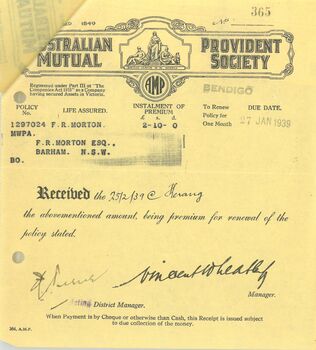 365
1849
AUSTRALIAN MUTUAL PROVIDENT SOCIETY
AMP
Registered under Part III of "The
Companies Act 1938" as a Company
having secured Assets in Victoria.
BENDIGO
POLICY No. LIFE ASSURED. INSTALMENT OF PREMIUM To Renew Policy for One Month DUE DATE.
£ s. d.
27 JAN 1939
1297024 F.R.MORTON. 2-10-0
MWPA.
F.R.MORTON ESQ.,
BARHAM. N.S.W.
BO.
Received the 25/2/39 @ Kerang
the abovementioned amount, being premium for renewal of the
policy stated.
Vincent Wheatley
Manager.
Acting District Manager.
When Payment is by Cheque or otherwise than Cash, this Receipt is issued subject
to due collection of the money.
264. A.M.P.